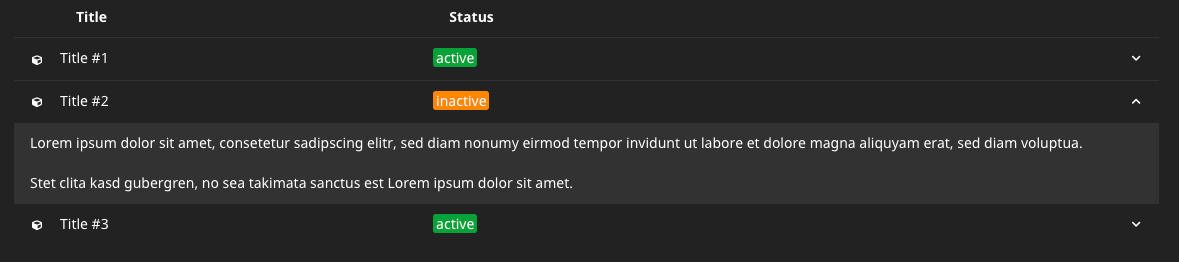 Title Status
Title #1 active
Title #2 inactive
Lorem ipsum dolor sit amet, consetetur sadipscing elitr, sed diam nonumy eirmod tempor invidunt ut labore et dolore magna aliquyam erat, sed diam voluptua.
Stet clita kasd gubergren, no sea takimata sanctus est Lorem ipsum dolor sit amet.
Title #3 active